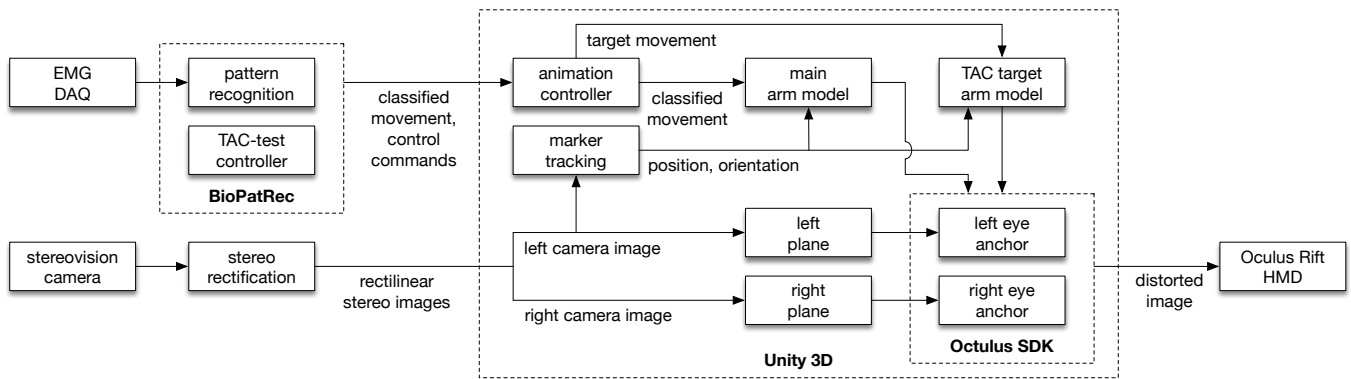 EMG
DAQ
pattern
recognition
TAC-test
controller
BioPatRec
classified
movement,
control
commands
target movement
animation
controller
classified
movement
main
arm model
TAC target
arm model
marker
tracking
position, orientation
stereovision
camera
stereo
rectification
rectilinear
stereo images
left camera image
right camera image
left
plane
right
plane
left eye
anchor
right eye
anchor
Octulus SDK
Unity 3D
distorted
image
Oculus Rift
HMD